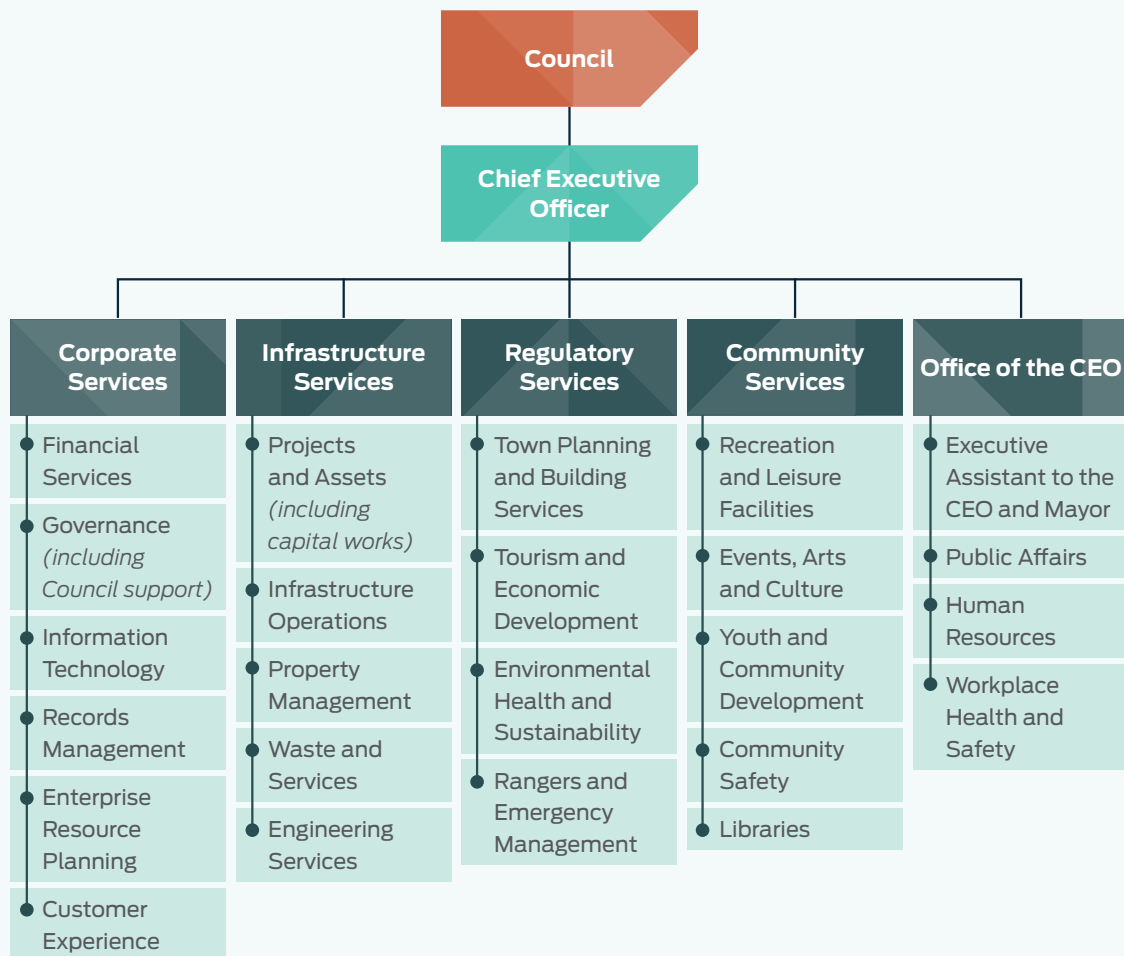 Council
Chief Executive
Officer
Corporate
Services
Financial
Services
Governance
(including
Council support)
Information
Technology
Records
Management
Enterprise
Resource
Planning
Customer
Experience
Infrastructure
Services
Projects
and Assets
(including
capital works)
Infrastructure
Operations
Property
Management
Waste and
Services
Engineering
Services
Regulatory
Services
Town Planning
and Building
Services
Tourism and
Economic
Development
Environmental
Health and
Sustainability
Rangers and
Emergency
Management
Community
Services
Recreation
and Leisure
Facilities
Events, Arts
and Culture
Youth and
Community
Development
Community
Safety
Libraries
Office of the CEO
Executive
Assistant to the
CEO and Mayor
Public Affairs
Human
Resources
Workplace
Health and
Safety